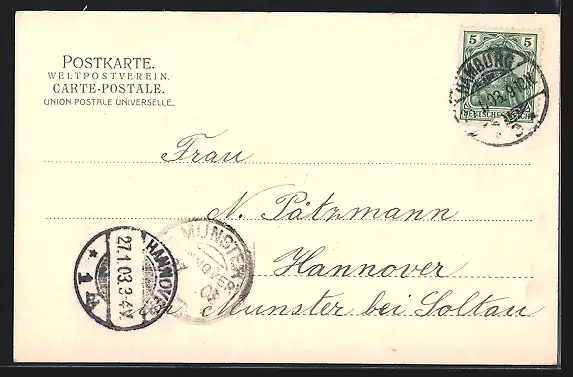 POSTKARTE.
WELTPOSTVEREIN.
CARTE-POSTALE.
UNION POSTALE UNIVERSELLE.
5 5
DEUTSCHES REICH
HAMBURG
Frau
N. Pätzmann
Hannover
Munster bei Soltau
MUNSTER
HANNOVER
27.1.03.3-4V.
* 1